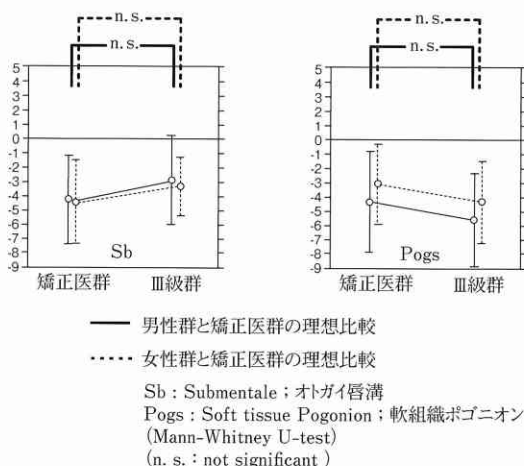 n. s.
n. s.
5
4
3
2
1
0
-1
-2
-3
-4
-5
-6
-7
-8
-9
Sb
矯正医群 Ⅲ級群
n. s.
n. s.
5
4
3
2
1
0
-1
-2
-3
-4
-5
-6
-7
-8
-9
Pogs
矯正医群 Ⅲ級群
男性群と矯正医群の理想比較
女性群と矯正医群の理想比較
Sb : Submentale ; オトガイ唇溝
Pogs : Soft tissue Pogonion ; 軟組織ポゴニオン
(Mann-Whitney U-test)
(n. s. : not significant )